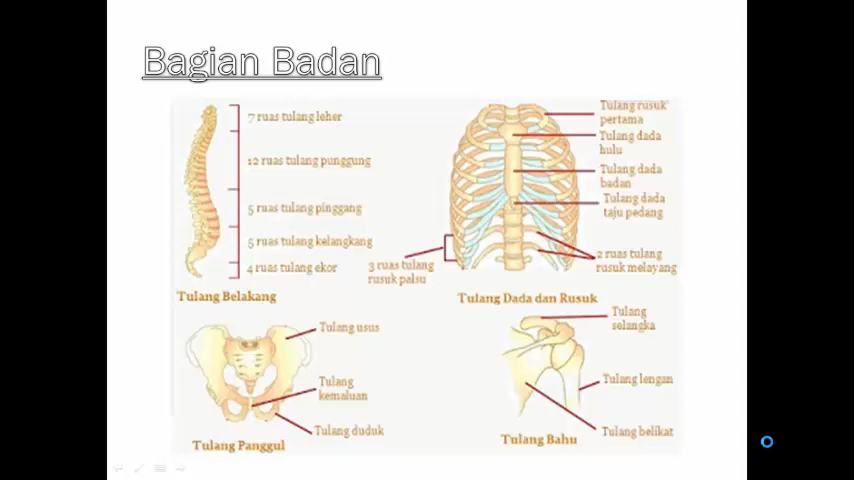 Bagian Badan
7 ruas tulang leher
12 ruas tulang punggung
5 ruas tulang pinggang
5 ruas tulang kelangkang
4 ruas tulang ekor
Tulang Belakang
Tulang rusuk
pertama
Tulang dada
hulu
Tulang dada
badan
Tulang dada
taju pedang
2 ruas tulang
rusuk melayang
3 ruas tulang
rusuk palsu
Tulang Dada dan Rusuk
Tulang usus
Tulang
kemaluan
Tulang duduk
Tulang Panggul
Tulang
selangka
Tulang lengan
Tulang belikat
Tulang Bahu